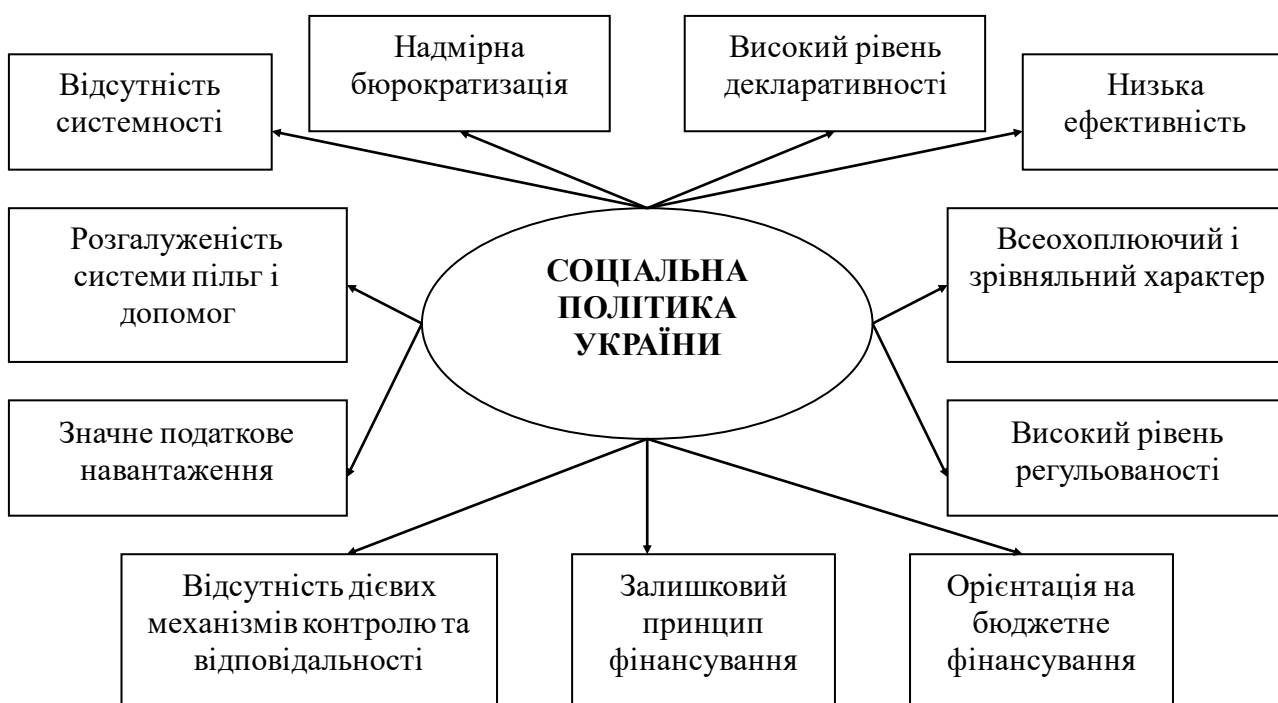 Відсутність
системності
Надмірна
бюрократизація
Високий рівень
декларативності
Низька
ефективність
Розгалуженість
системи пільг і
допомог
СОЦІАЛЬНА
ПОЛІТИКА
УКРАЇНИ
Всеохоплюючий і
зрівняльний характер
Значне податкове
навантаження
Високий рівень
регульованості
Відсутність дієвих
механізмів контролю та
відповідальності
Залишковий
принцип
фінансування
Орієнтація на
бюджетне
фінансування